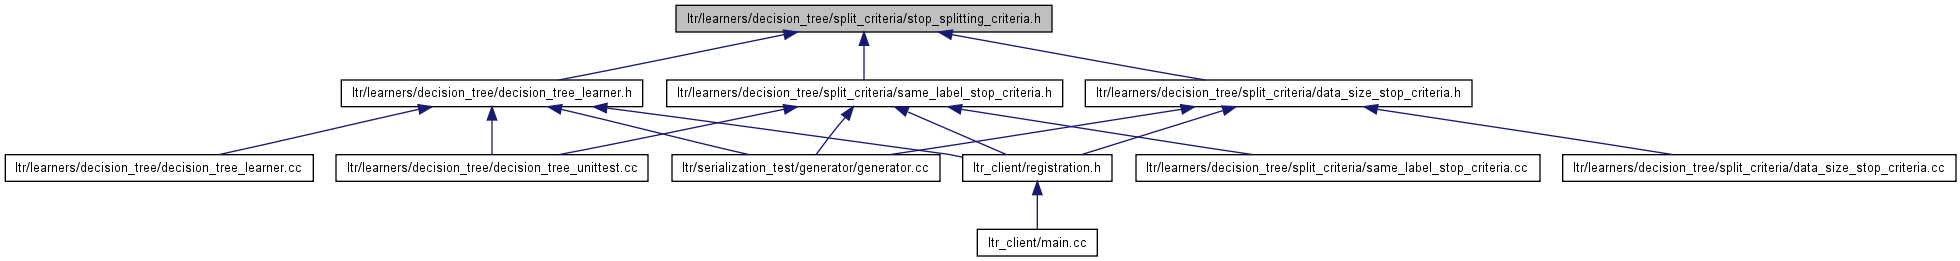 ltr/learners/decision_tree/split_criteria/stop_splitting_criteria.h
ltr/learners/decision_tree/decision_tree_learner.h
ltr/learners/decision_tree/split_criteria/same_label_stop_criteria.h
ltr/learners/decision_tree/split_criteria/data_size_stop_criteria.h
ltr/learners/decision_tree/decision_tree_learner.cc
ltr/learners/decision_tree/decision_tree_unittest.cc
ltr/serialization_test/generator/generator.cc
ltr_client/registration.h
ltr/learners/decision_tree/split_criteria/same_label_stop_criteria.cc
ltr/learners/decision_tree/split_criteria/data_size_stop_criteria.cc
ltr_client/main.cc